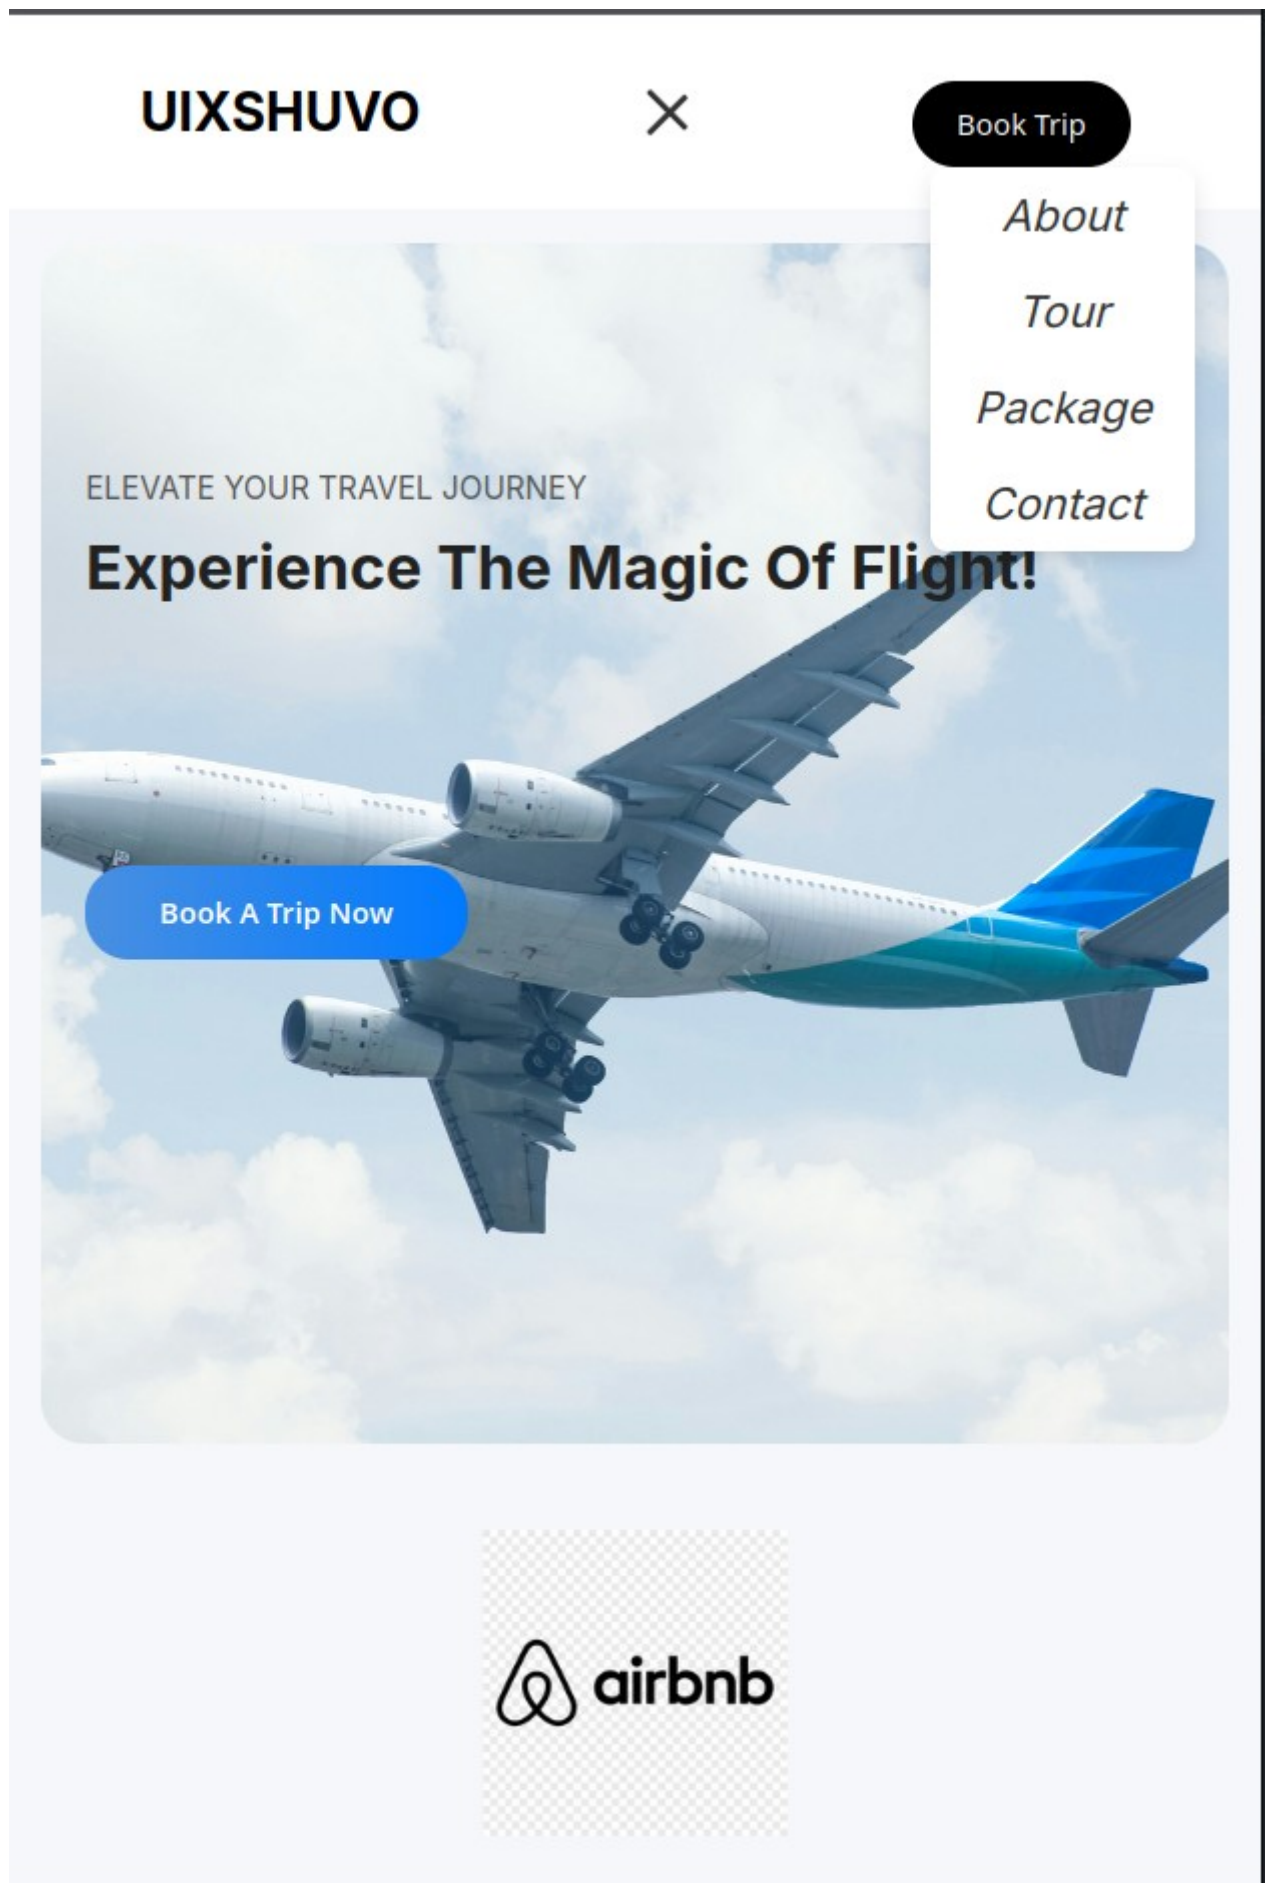 UIXSHUVO
Book Trip
About
Tour
Package
Contact
ELEVATE YOUR TRAVEL JOURNEY
Experience The Magic Of Flight!
Book A Trip Now
airbnb